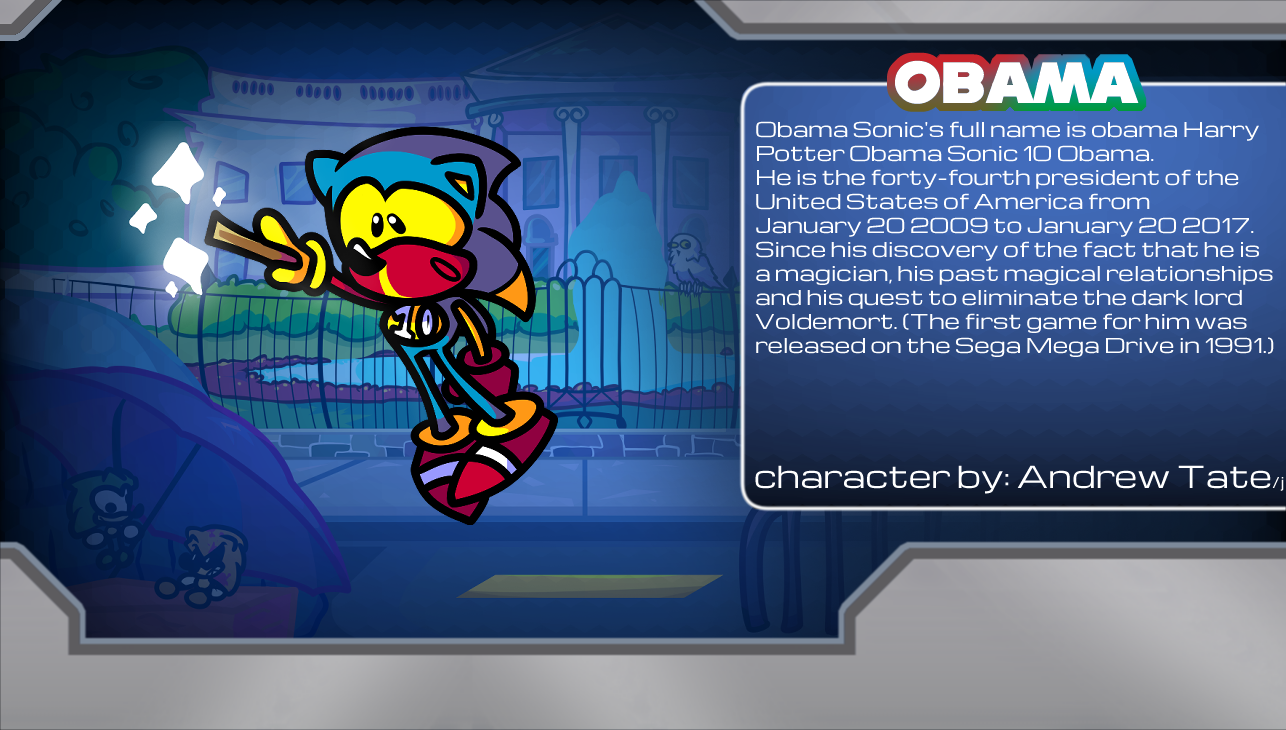 OBAMA
Obama Sonic's full name is obama Harry
Potter Obama Sonic 10 Obama.
He is the forty-fourth president of the
United States of America from
January 20 2009 to January 20 2017.
Since his discovery of the fact that he is
a magician, his past magical relationships
and his quest to eliminate the dark lord
Voldemort. (The first game for him was
released on the Sega Mega Drive in 1991.)
10
character by: Andrew Tate/j